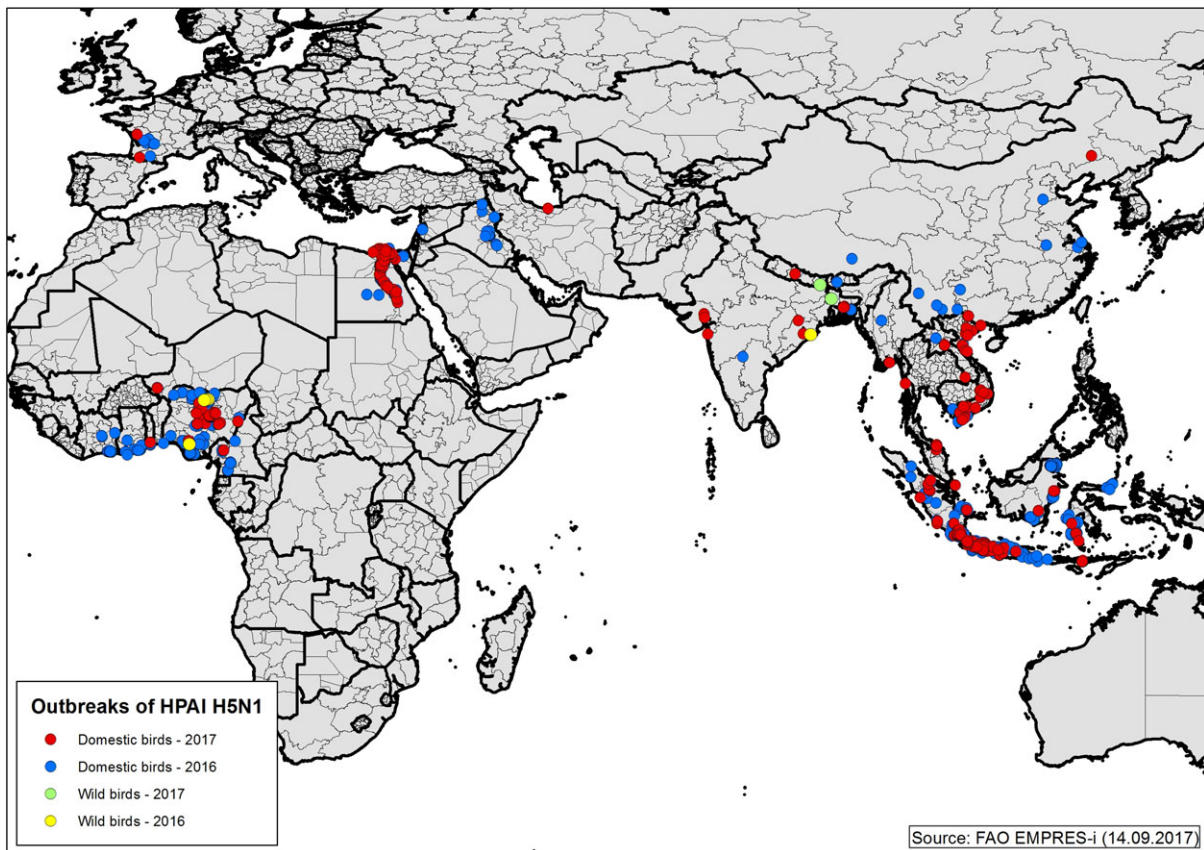 Outbreaks of HPAI H5N1
Domestic birds - 2017
Domestic birds - 2016
Wild birds - 2017
Wild birds - 2016
Source: FAO EMPRES-i (14.09.2017)